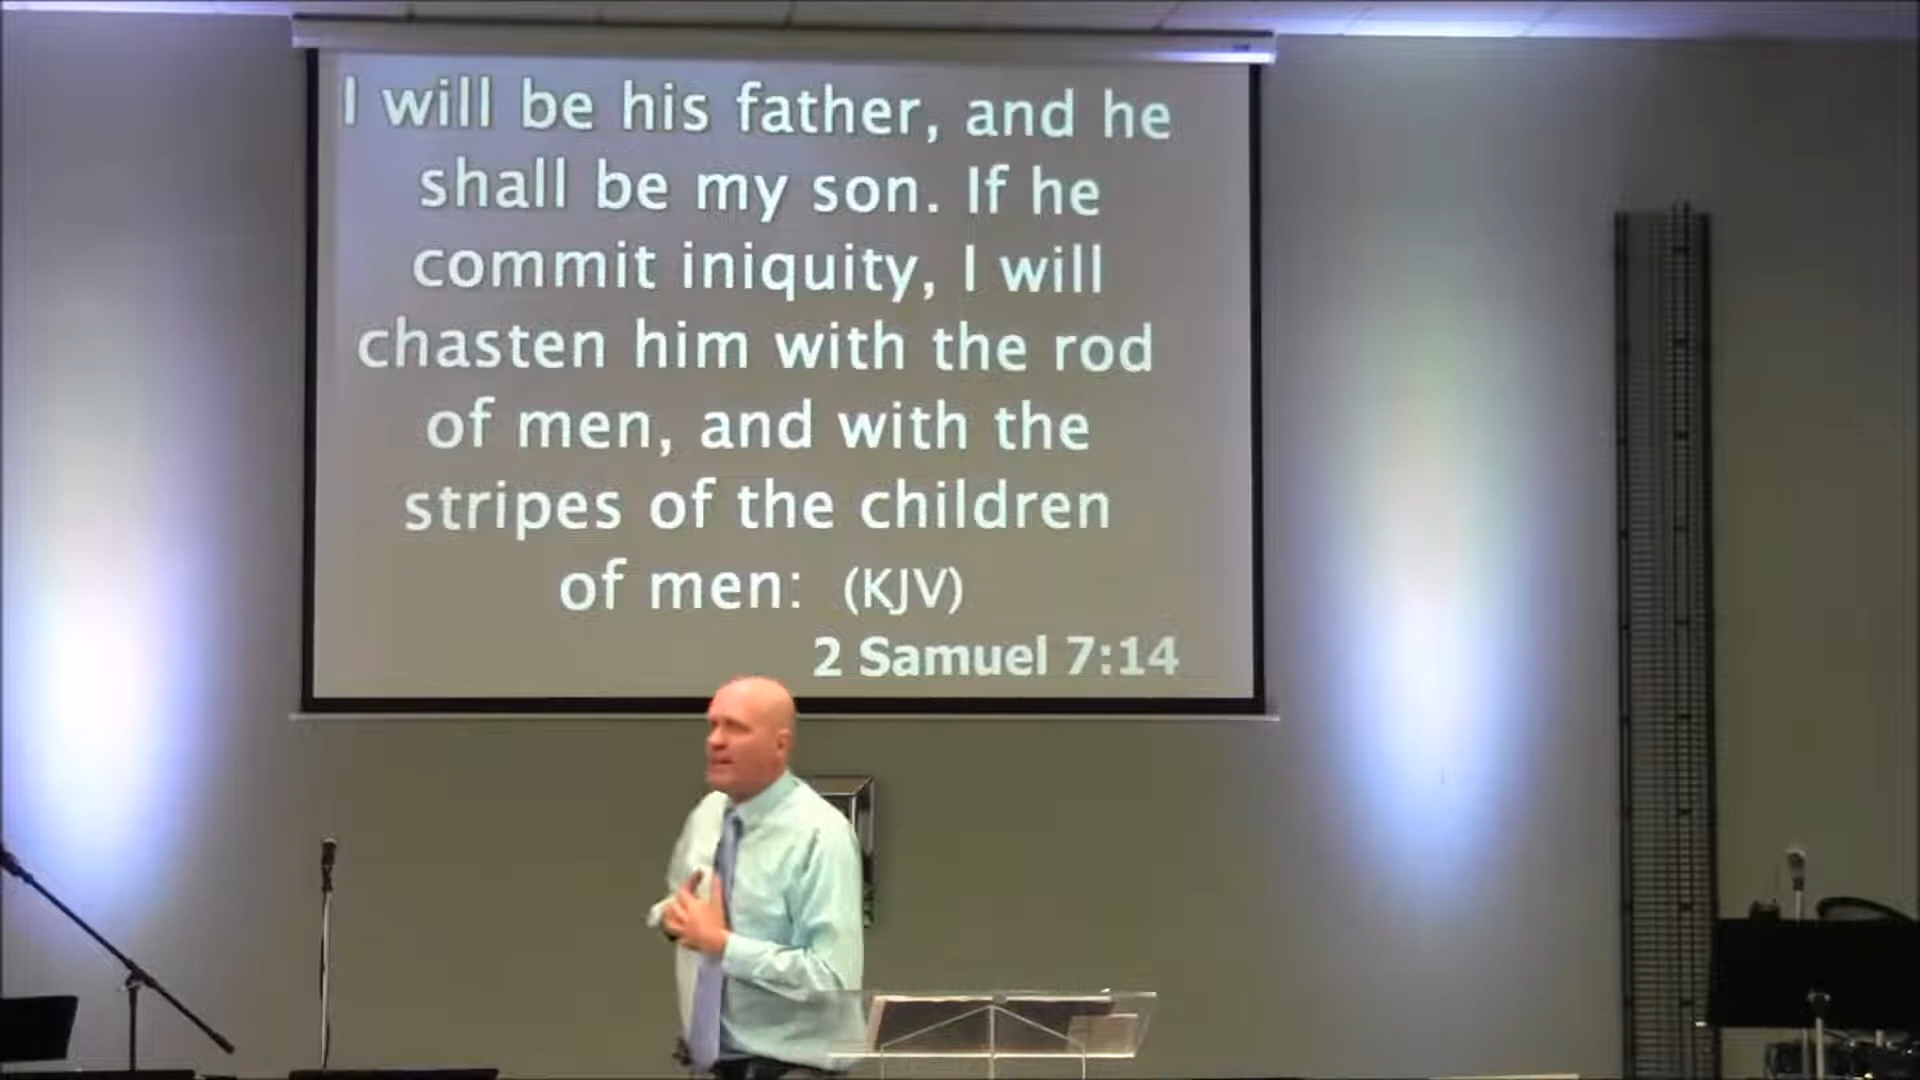 I will be his father, and he
shall be my son. If he
commit iniquity, I will
chasten him with the rod
of men, and with the
stripes of the children
of men: (KJV)
2 Samuel 7:14